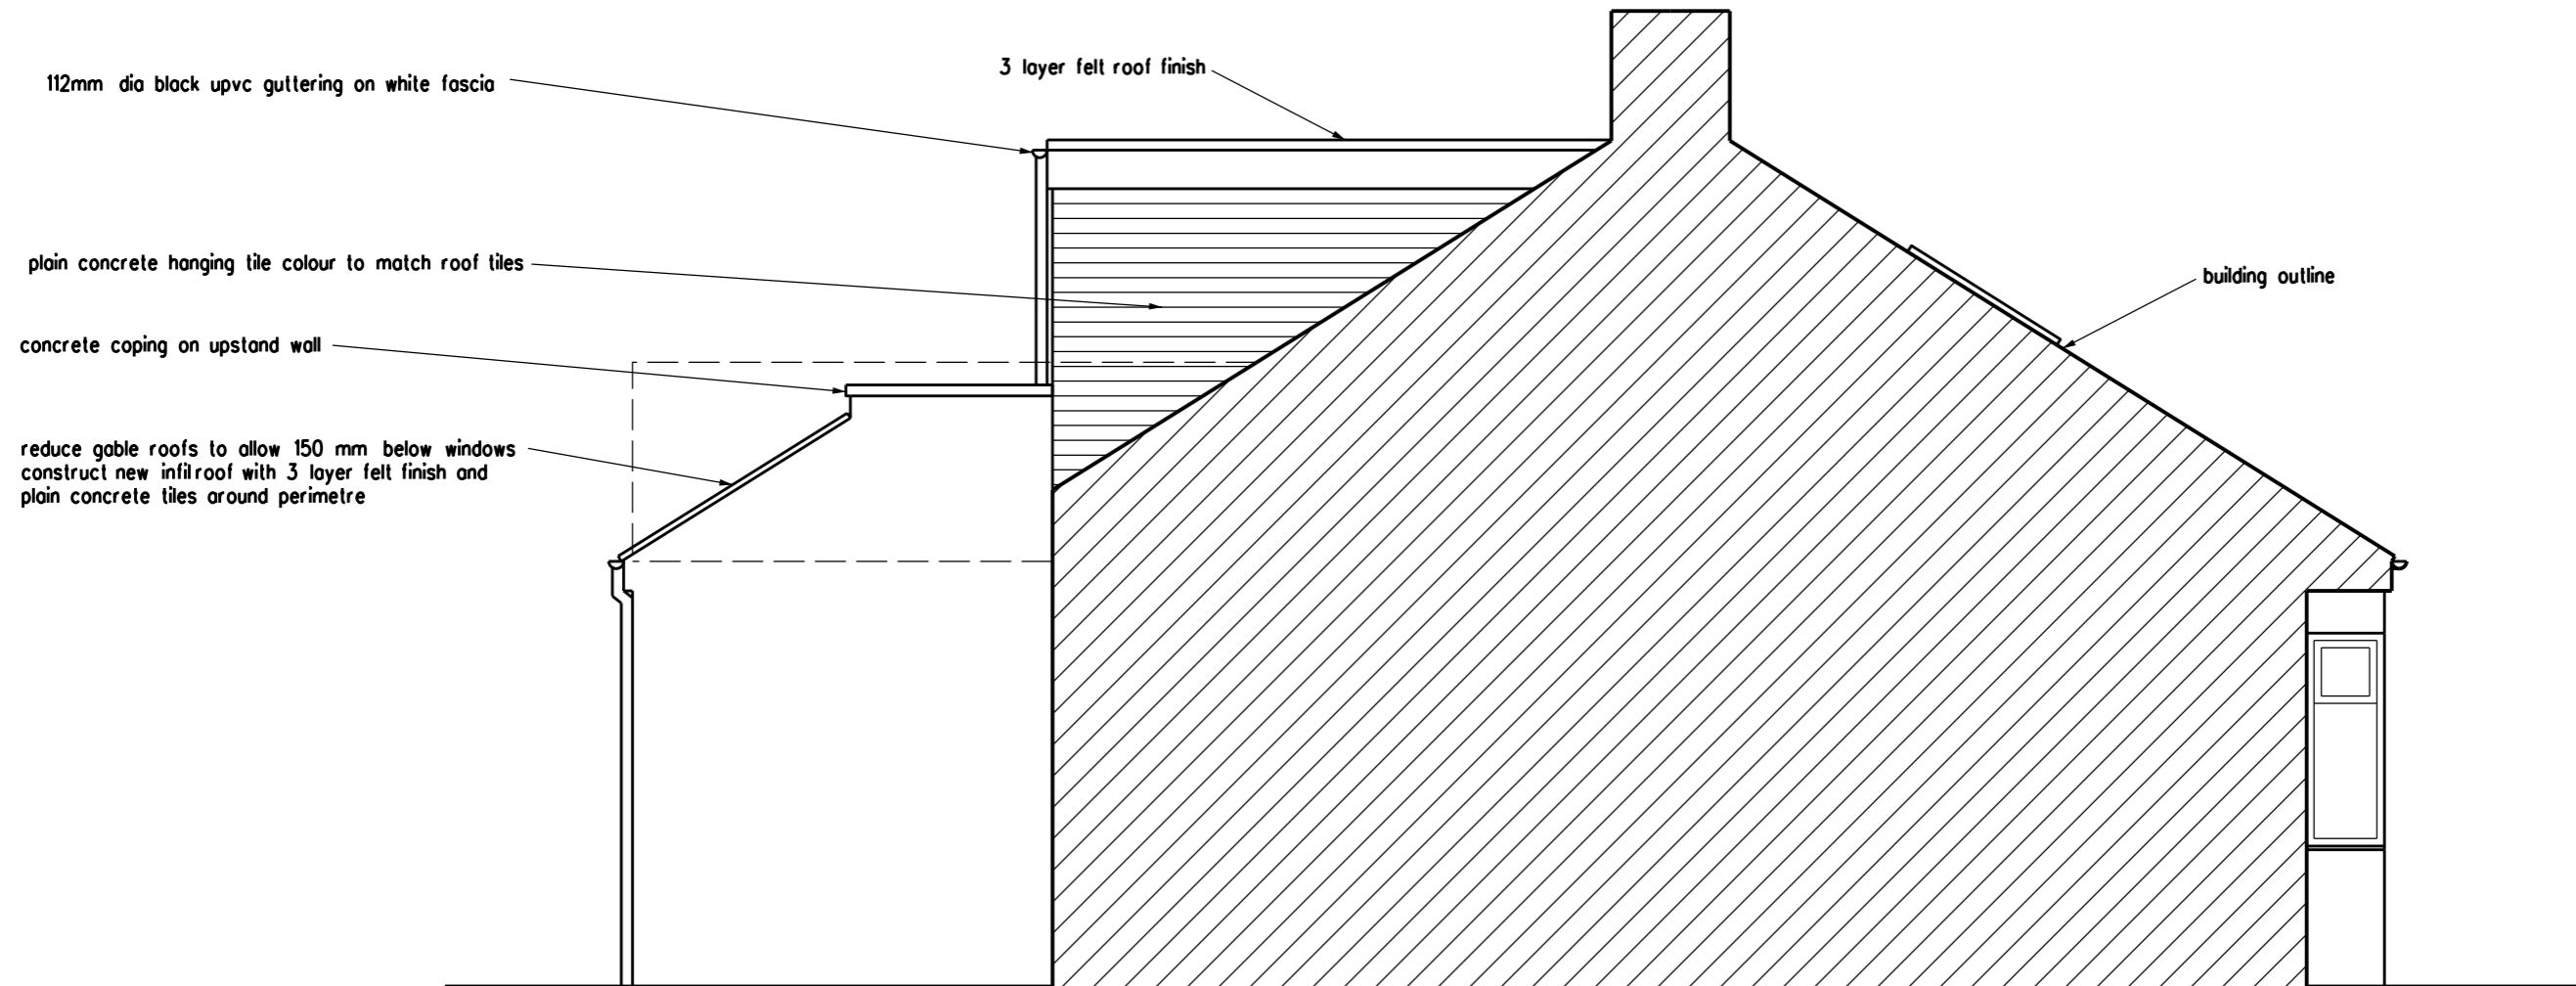 112mm dia black upvc guttering on white fascia
3 layer felt roof finish
plain concrete hanging tile colour to match roof tiles
building outline
concrete coping on upstand wall
reduce gable roofs to allow 150 mm below windows
construct new infil roof with 3 layer felt finish and
plain concrete tiles around perimetre